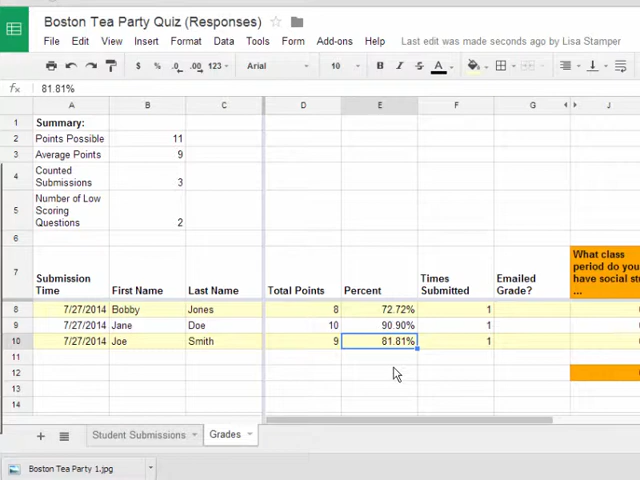 Boston Tea Party Quiz (Responses)
File Edit View Insert Format Data Tools Form Add-ons Help Last edit was made seconds ago by Lisa Stamper
$ % .0 .00 123 Arial 10 B I S A
fx 81.81%
A B C D E F G J
1 Summary:
2 Points Possible 11
3 Average Points 9
4 Counted Submissions 3
5 Number of Low Scoring Questions 2
6
7 Submission Time First Name Last Name Total Points Percent Times Submitted Emailed Grade? What class period do you have social stu ...
8 7/27/2014 Bobby Jones 8 72.72% 1
9 7/27/2014 Jane Doe 10 90.90% 1
10 7/27/2014 Joe Smith 9 81.81% 1
11
12
13
14
+ Student Submissions Grades
Boston Tea Party 1.jpg